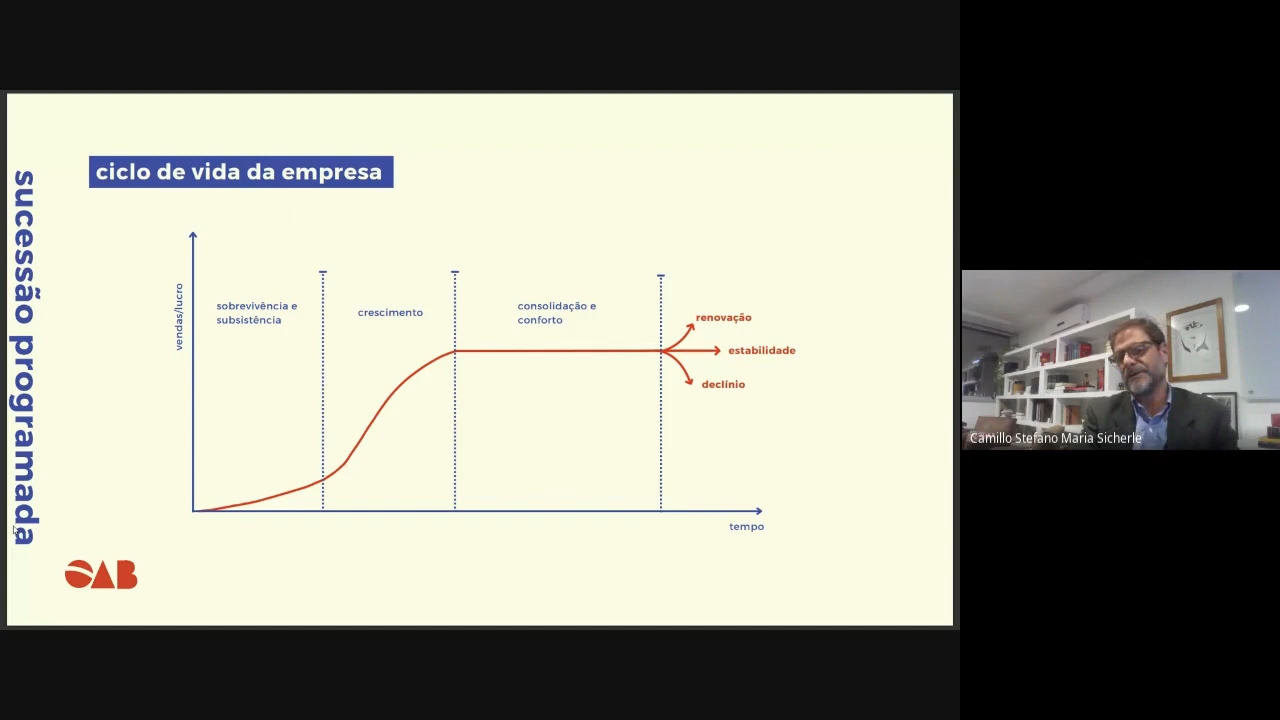 ciclo de vida da empresa
sucessão programada
vendas/lucro
sobrevivência e
subsistência
crescimento
consolidação e
conforto
renovação
estabilidade
declínio
tempo
OAB
Camillo Stefano Maria Sicherle